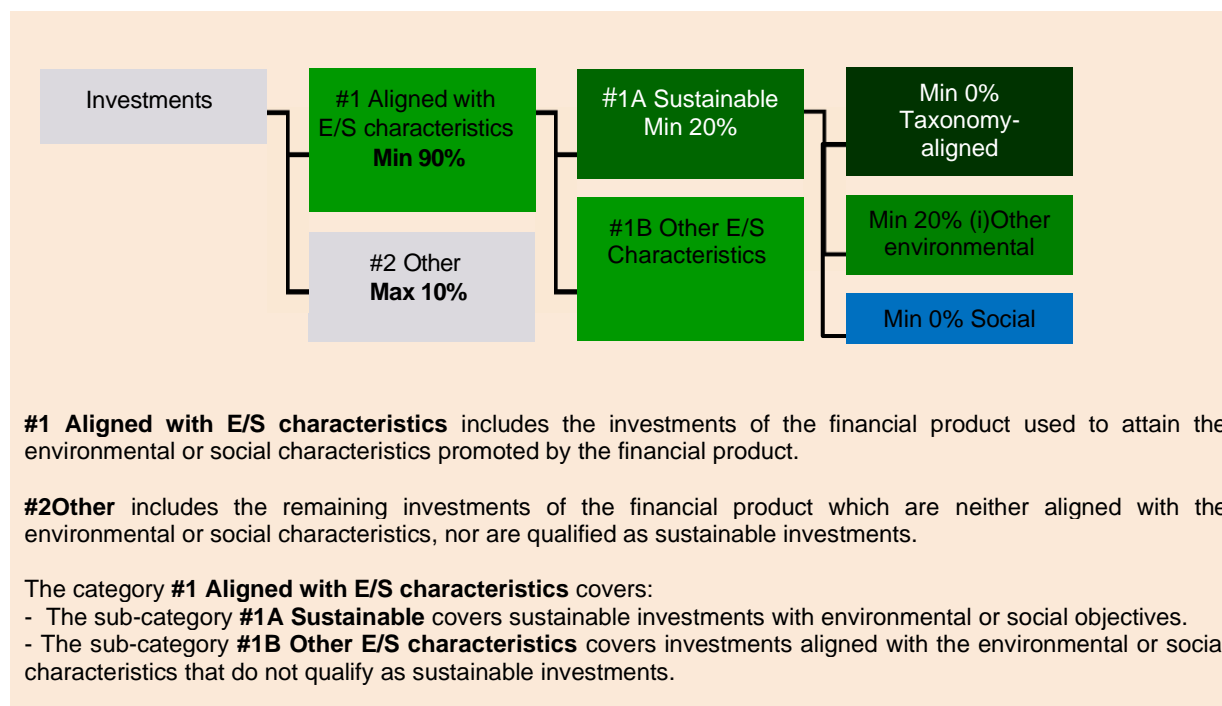 Investments
#1 Aligned with
E/S characteristics
Min 90%
#2 Other
Max 10%
#1A Sustainable
Min 20%
#1B Other E/S
Characteristics
Min 0%
Taxonomy-
aligned
Min 20% (i)Other
environmental
Min 0% Social
#1 Aligned with E/S characteristics includes the investments of the financial product used to attain the
environmental or social characteristics promoted by the financial product.
#2Other includes the remaining investments of the financial product which are neither aligned with the
environmental or social characteristics, nor are qualified as sustainable investments.
The category #1 Aligned with E/S characteristics covers:
- The sub-category #1A Sustainable covers sustainable investments with environmental or social objectives.
- The sub-category #1B Other E/S characteristics covers investments aligned with the environmental or social
characteristics that do not qualify as sustainable investments.